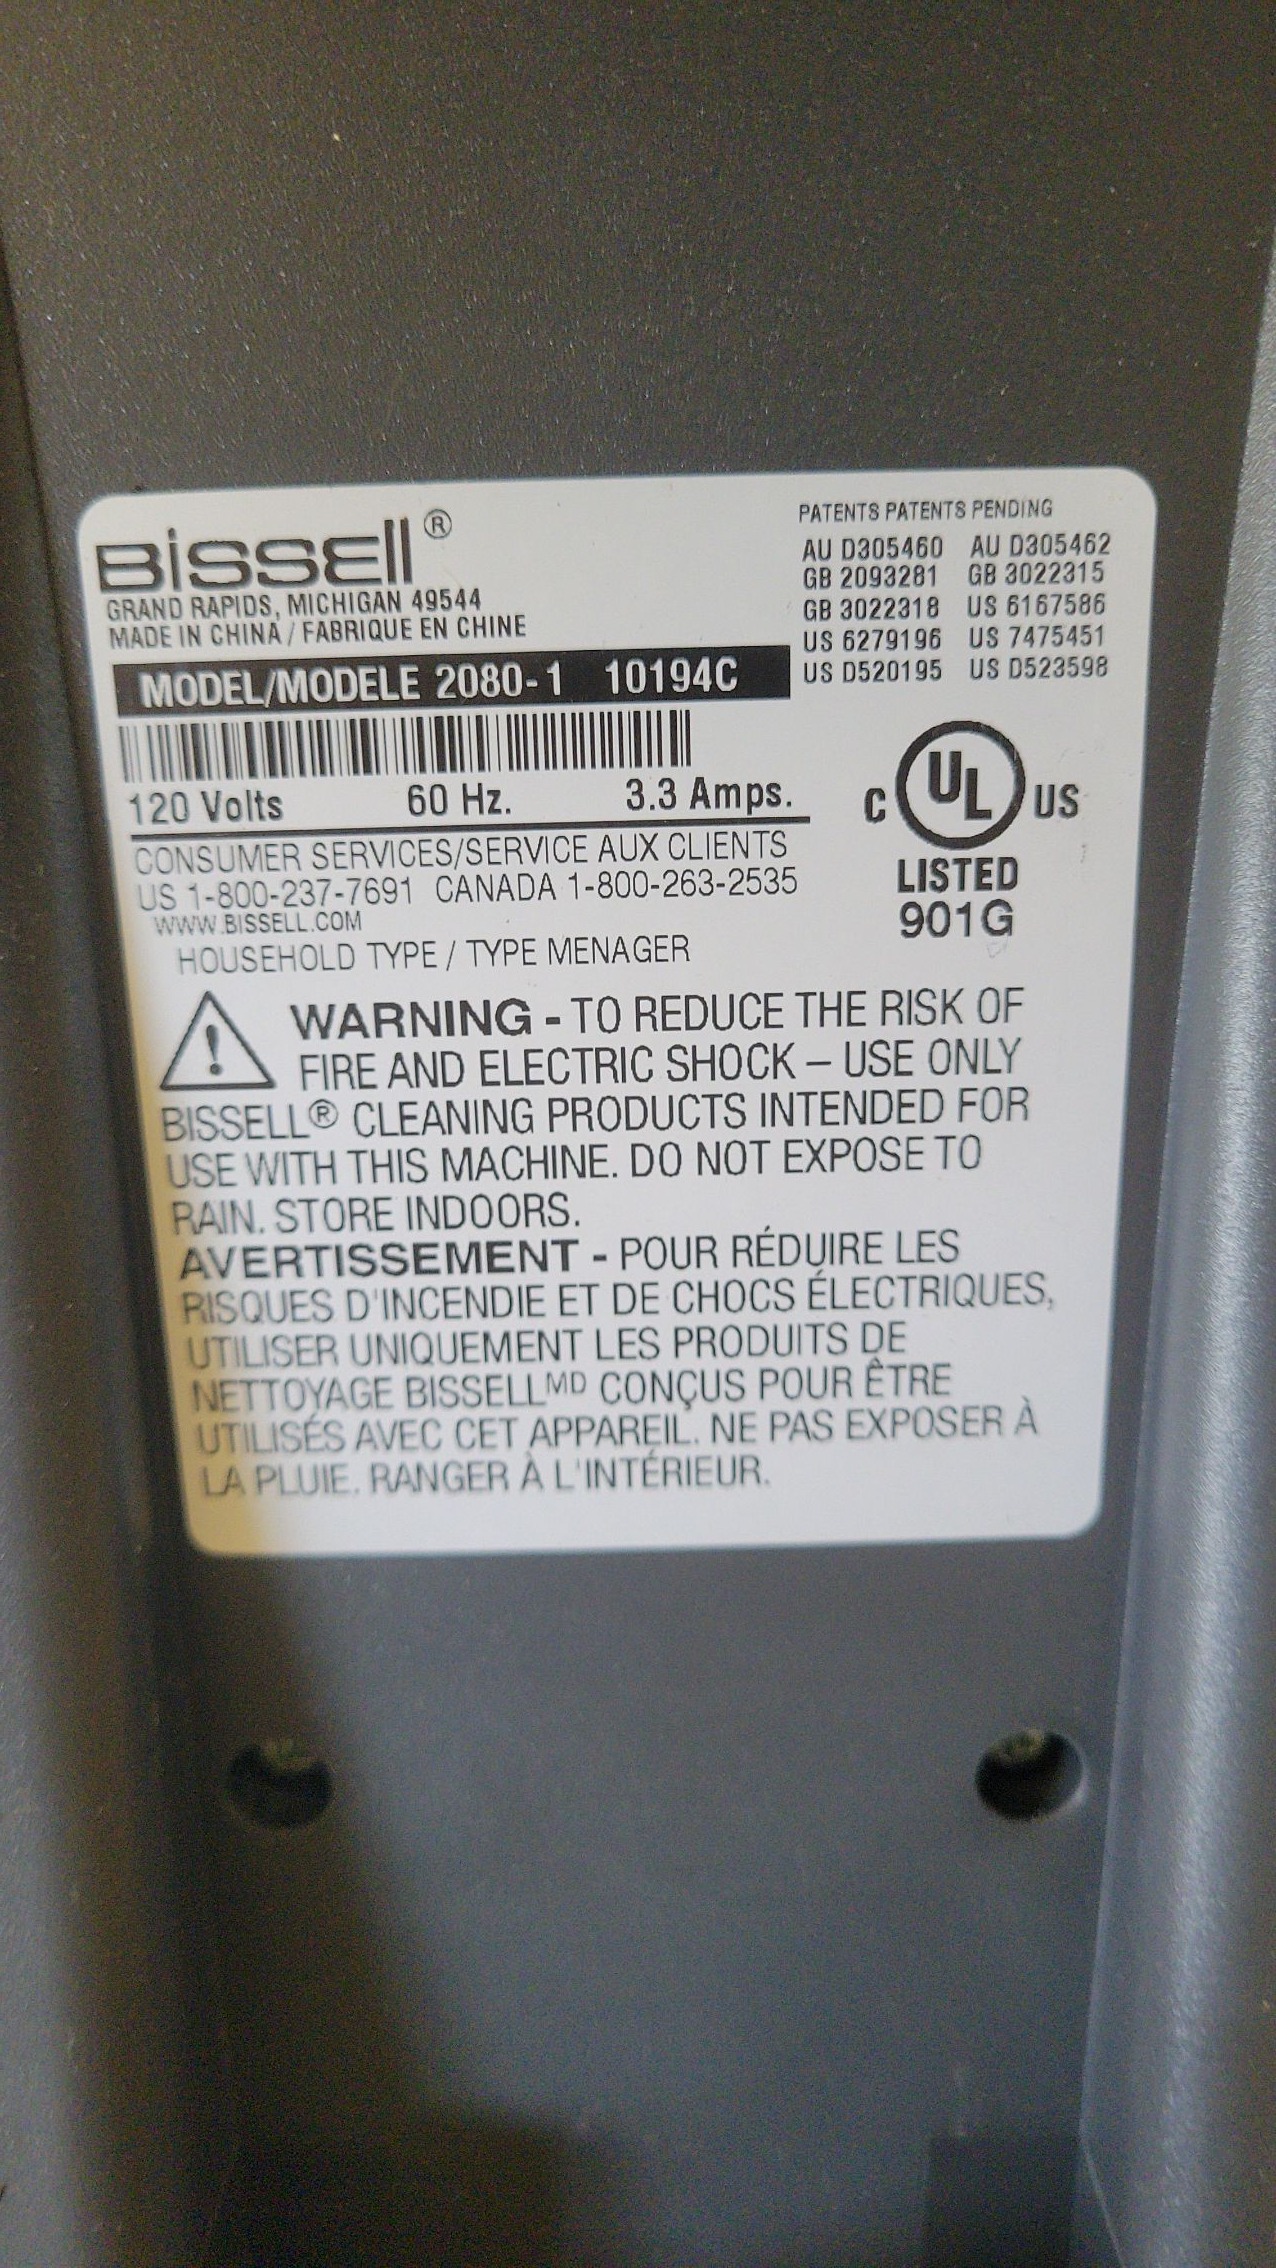 BISSELL®
GRAND RAPIDS, MICHIGAN 49544
MADE IN CHINA / FABRIQUE EN CHINE
MODEL/MODELE 2080-1 10194C
120 Volts 60 Hz. 3.3 Amps.
CONSUMER SERVICES/SERVICE AUX CLIENTS
US 1-800-237-7691 CANADA 1-800-263-2535
WWW.BISSELL.COM
HOUSEHOLD TYPE / TYPE MENAGER
PATENTS PATENTS PENDING
AU D305460 AU D305462
GB 2093281 GB 3022315
GB 3022318 US 6167586
US 6279196 US 7475451
US D520195 US D523598
C UL US
LISTED
901G
WARNING - TO REDUCE THE RISK OF
FIRE AND ELECTRIC SHOCK – USE ONLY
BISSELL® CLEANING PRODUCTS INTENDED FOR
USE WITH THIS MACHINE. DO NOT EXPOSE TO
RAIN. STORE INDOORS.
AVERTISSEMENT - POUR RÉDUIRE LES
RISQUES D'INCENDIE ET DE CHOCS ÉLECTRIQUES,
UTILISER UNIQUEMENT LES PRODUITS DE
NETTOYAGE BISSELL MD CONÇUS POUR ÊTRE
UTILISÉS AVEC CET APPAREIL. NE PAS EXPOSER À
LA PLUIE. RANGER À L'INTÉRIEUR.